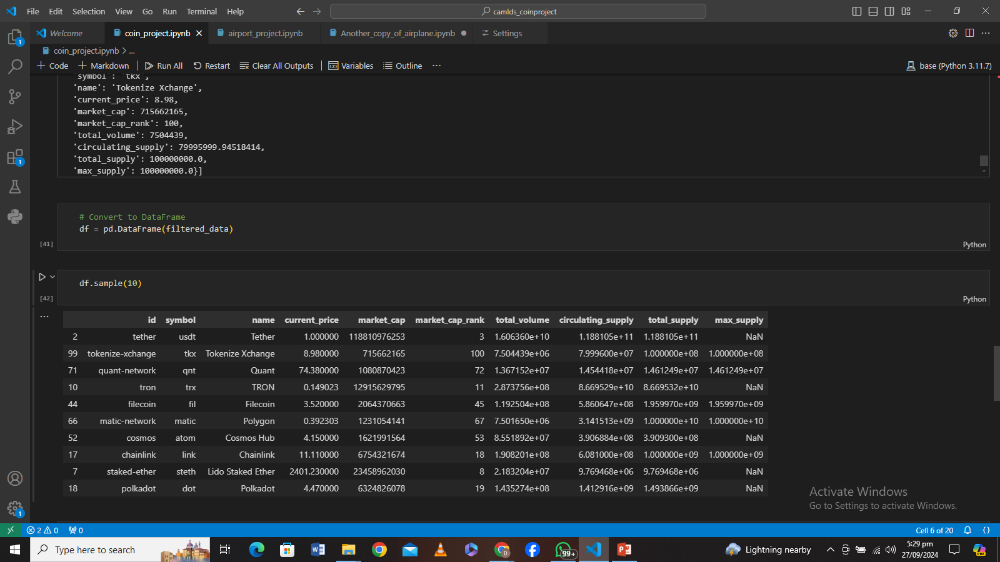 File Edit Selection View Go Run Terminal Help
camlds_coinproject
Welcome coin_project.ipynb airport_project.ipynb Another_copy_of_airplane.ipynb Settings
coin_project.ipynb > ...
Code Markdown Run All Restart Clear All Outputs Variables Outline ... base (Python 3.11.7)
'symbol': 'tkx',
'name': 'Tokenize Xchange',
'current_price': 8.98,
'market_cap': 715662165,
'market_cap_rank': 100,
'total_volume': 7504439,
'circulating_supply': 79995999.94518414,
'total_supply': 100000000.0,
'max_supply': 100000000.0}]
# Convert to DataFrame
df = pd.DataFrame(filtered_data)
[41] Python
df.sample(10)
[42] Python
id symbol name current_price market_cap market_cap_rank total_volume circulating_supply total_supply max_supply
2 tether usdt Tether 1.000000 118810976253 3 1.606360e+10 1.188105e+11 1.188105e+11 NaN
99 tokenize-xchange tkx Tokenize Xchange 8.980000 715662165 100 7.504439e+06 7.999600e+07 1.000000e+08 1.000000e+08
71 quant-network qnt Quant 74.380000 1080870423 72 1.367152e+07 1.454418e+07 1.461249e+07 1.461249e+07
10 tron trx TRON 0.149023 12915629795 11 2.873756e+08 8.669529e+10 8.669532e+10 NaN
44 filecoin fil Filecoin 3.520000 2064370663 45 1.192504e+08 5.860647e+08 1.959970e+09 1.959970e+09
66 matic-network matic Polygon 0.392303 1231054141 67 7.501650e+06 3.141513e+09 1.000000e+10 1.000000e+10
52 cosmos atom Cosmos Hub 4.150000 1621991564 53 8.551892e+07 3.906884e+08 3.909300e+08 NaN
17 chainlink link Chainlink 11.110000 6754321674 18 1.908201e+08 6.081000e+08 1.000000e+09 1.000000e+09
7 staked-ether steth Lido Staked Ether 2401.230000 23458962030 8 2.183204e+07 9.769468e+06 9.769468e+06 NaN
18 polkadot dot Polkadot 4.470000 6324826078 19 1.435274e+08 1.412916e+09 1.493866e+09 NaN
Activate Windows
Go to Settings to activate Windows.
2 0 0 Cell 6 of 20 {}
Type here to search 99+ Lightning nearby 5:29 pm
27/09/2024